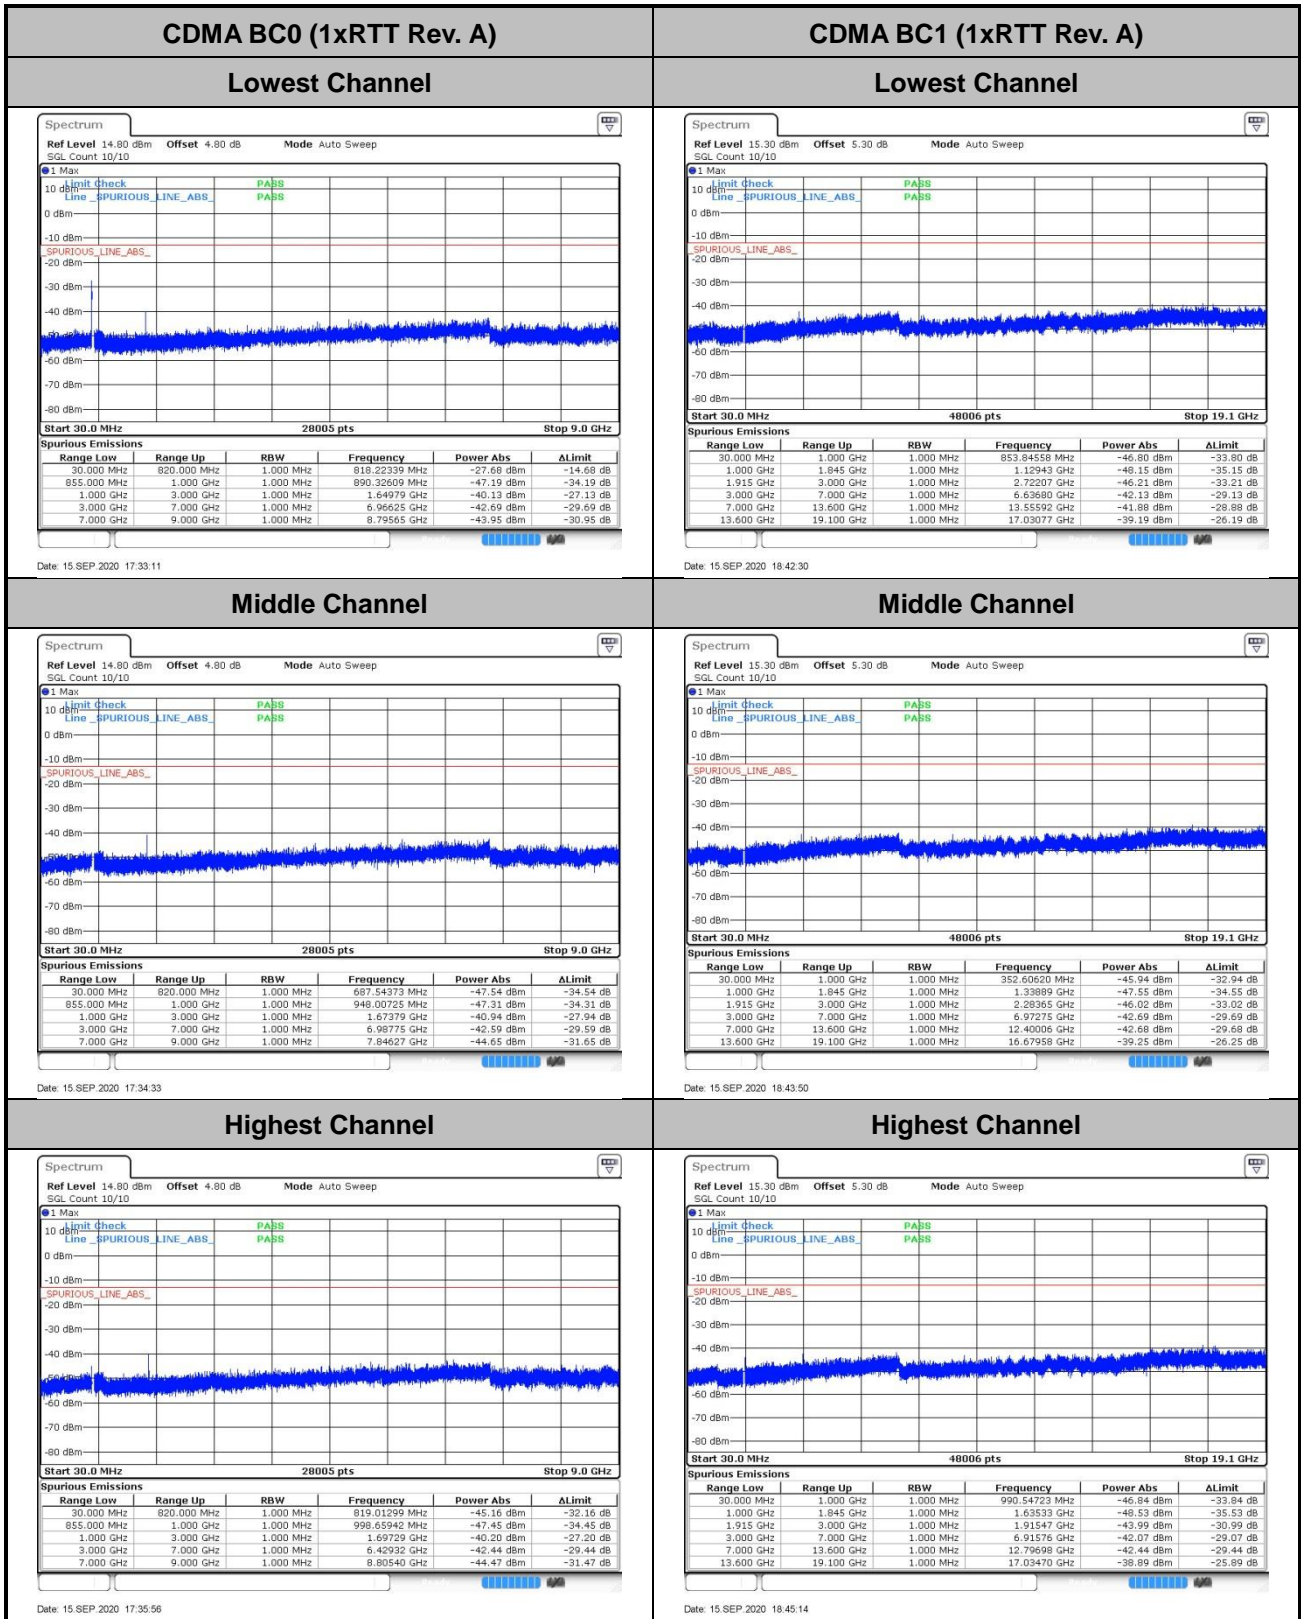 CDMA BC0 (1xRTT Rev. A)
CDMA BC1 (1xRTT Rev. A)
Lowest Channel
Lowest Channel
Spectrum
Ref Level 14.80 dBm Offset 4.80 dB Mode Auto Sweep
SGL Count 10/10
1 Max
10 dBm
Limit Check PASS
Line _SPURIOUS_LINE_ABS_ PASS
0 dBm
-10 dBm
_SPURIOUS_LINE_ABS_
-20 dBm
-30 dBm
-40 dBm
-60 dBm
-70 dBm
-80 dBm
Start 30.0 MHz 28005 pts Stop 9.0 GHz
Spurious Emissions
Range Low Range Up RBW Frequency Power Abs ΔLimit
30.000 MHz 820.000 MHz 1.000 MHz 818.22339 MHz -27.68 dBm -14.68 dB
855.000 MHz 1.000 GHz 1.000 MHz 890.32609 MHz -47.19 dBm -34.19 dB
1.000 GHz 3.000 GHz 1.000 MHz 1.64979 GHz -40.13 dBm -27.13 dB
3.000 GHz 7.000 GHz 1.000 MHz 6.96625 GHz -42.69 dBm -29.69 dB
7.000 GHz 9.000 GHz 1.000 MHz 8.79565 GHz -43.95 dBm -30.95 dB
Date: 15.SEP.2020 17:33:11
Spectrum
Ref Level 15.30 dBm Offset 5.30 dB Mode Auto Sweep
SGL Count 10/10
1 Max
10 dBm
Limit Check PASS
Line _SPURIOUS_LINE_ABS_ PASS
0 dBm
-10 dBm
_SPURIOUS_LINE_ABS_
-20 dBm
-30 dBm
-40 dBm
-60 dBm
-70 dBm
-80 dBm
Start 30.0 MHz 48006 pts Stop 19.1 GHz
Spurious Emissions
Range Low Range Up RBW Frequency Power Abs ΔLimit
30.000 MHz 1.000 GHz 1.000 MHz 853.84558 MHz -46.80 dBm -33.80 dB
1.000 GHz 1.845 GHz 1.000 MHz 1.12943 GHz -48.15 dBm -35.15 dB
1.915 GHz 3.000 GHz 1.000 MHz 2.72207 GHz -46.21 dBm -33.21 dB
3.000 GHz 7.000 GHz 1.000 MHz 6.63680 GHz -42.13 dBm -29.13 dB
7.000 GHz 13.600 GHz 1.000 MHz 13.55592 GHz -41.88 dBm -28.88 dB
13.600 GHz 19.100 GHz 1.000 MHz 17.03077 GHz -39.19 dBm -26.19 dB
Date: 15.SEP.2020 18:42:30
Middle Channel
Middle Channel
Spectrum
Ref Level 14.80 dBm Offset 4.80 dB Mode Auto Sweep
SGL Count 10/10
1 Max
10 dBm
Limit Check PASS
Line _SPURIOUS_LINE_ABS_ PASS
0 dBm
-10 dBm
_SPURIOUS_LINE_ABS_
-20 dBm
-30 dBm
-40 dBm
-60 dBm
-70 dBm
-80 dBm
Start 30.0 MHz 28005 pts Stop 9.0 GHz
Spurious Emissions
Range Low Range Up RBW Frequency Power Abs ΔLimit
30.000 MHz 820.000 MHz 1.000 MHz 687.54373 MHz -47.54 dBm -34.54 dB
855.000 MHz 1.000 GHz 1.000 MHz 948.00725 MHz -47.31 dBm -34.31 dB
1.000 GHz 3.000 GHz 1.000 MHz 1.67379 GHz -40.94 dBm -27.94 dB
3.000 GHz 7.000 GHz 1.000 MHz 6.98775 GHz -42.59 dBm -29.59 dB
7.000 GHz 9.000 GHz 1.000 MHz 7.84627 GHz -44.65 dBm -31.65 dB
Date: 15.SEP.2020 17:34:33
Spectrum
Ref Level 15.30 dBm Offset 5.30 dB Mode Auto Sweep
SGL Count 10/10
1 Max
10 dBm
Limit Check PASS
Line _SPURIOUS_LINE_ABS_ PASS
0 dBm
-10 dBm
_SPURIOUS_LINE_ABS_
-20 dBm
-30 dBm
-40 dBm
-60 dBm
-70 dBm
-80 dBm
Start 30.0 MHz 48006 pts Stop 19.1 GHz
Spurious Emissions
Range Low Range Up RBW Frequency Power Abs ΔLimit
30.000 MHz 1.000 GHz 1.000 MHz 352.60620 MHz -45.94 dBm -32.94 dB
1.000 GHz 1.845 GHz 1.000 MHz 1.33889 GHz -47.55 dBm -34.55 dB
1.915 GHz 3.000 GHz 1.000 MHz 2.28365 GHz -46.02 dBm -33.02 dB
3.000 GHz 7.000 GHz 1.000 MHz 6.97275 GHz -42.69 dBm -29.69 dB
7.000 GHz 13.600 GHz 1.000 MHz 12.40006 GHz -42.68 dBm -29.68 dB
13.600 GHz 19.100 GHz 1.000 MHz 16.67958 GHz -39.25 dBm -26.25 dB
Date: 15.SEP.2020 18:43:50
Highest Channel
Highest Channel
Spectrum
Ref Level 14.80 dBm Offset 4.80 dB Mode Auto Sweep
SGL Count 10/10
1 Max
10 dBm
Limit Check PASS
Line _SPURIOUS_LINE_ABS_ PASS
0 dBm
-10 dBm
_SPURIOUS_LINE_ABS_
-20 dBm
-30 dBm
-40 dBm
-60 dBm
-70 dBm
-80 dBm
Start 30.0 MHz 28005 pts Stop 9.0 GHz
Spurious Emissions
Range Low Range Up RBW Frequency Power Abs ΔLimit
30.000 MHz 820.000 MHz 1.000 MHz 819.01299 MHz -45.16 dBm -32.16 dB
855.000 MHz 1.000 GHz 1.000 MHz 998.65942 MHz -47.45 dBm -34.45 dB
1.000 GHz 3.000 GHz 1.000 MHz 1.69729 GHz -40.20 dBm -27.20 dB
3.000 GHz 7.000 GHz 1.000 MHz 6.42932 GHz -42.44 dBm -29.44 dB
7.000 GHz 9.000 GHz 1.000 MHz 8.80540 GHz -44.47 dBm -31.47 dB
Date: 15.SEP.2020 17:35:56
Spectrum
Ref Level 15.30 dBm Offset 5.30 dB Mode Auto Sweep
SGL Count 10/10
1 Max
10 dBm
Limit Check PASS
Line _SPURIOUS_LINE_ABS_ PASS
0 dBm
-10 dBm
_SPURIOUS_LINE_ABS_
-20 dBm
-30 dBm
-40 dBm
-60 dBm
-70 dBm
-80 dBm
Start 30.0 MHz 48006 pts Stop 19.1 GHz
Spurious Emissions
Range Low Range Up RBW Frequency Power Abs ΔLimit
30.000 MHz 1.000 GHz 1.000 MHz 990.54723 MHz -46.84 dBm -33.84 dB
1.000 GHz 1.845 GHz 1.000 MHz 1.63533 GHz -48.53 dBm -35.53 dB
1.915 GHz 3.000 GHz 1.000 MHz 1.91547 GHz -43.99 dBm -30.99 dB
3.000 GHz 7.000 GHz 1.000 MHz 6.91576 GHz -42.07 dBm -29.07 dB
7.000 GHz 13.600 GHz 1.000 MHz 12.79698 GHz -42.44 dBm -29.44 dB
13.600 GHz 19.100 GHz 1.000 MHz 17.03470 GHz -38.89 dBm -25.89 dB
Date: 15.SEP.2020 18:45:14